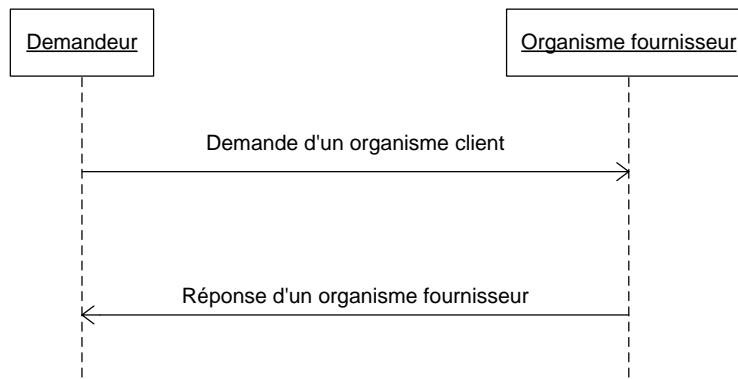 Demandeur
Organisme fournisseur
Demande d'un organisme client
Réponse d'un organisme fournisseur